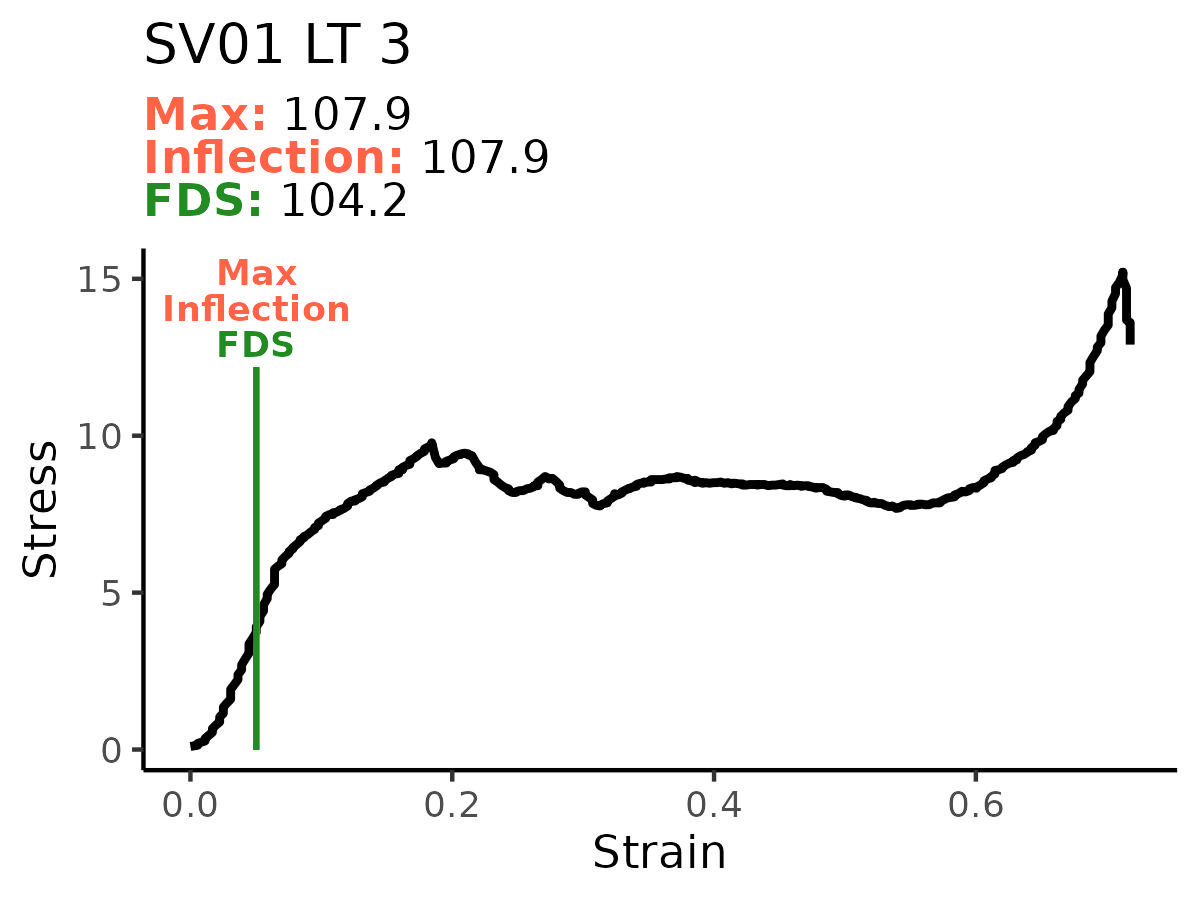 SV01 LT 3
Max: 107.9
Inflection: 107.9
FDS: 104.2
Max
Inflection
FDS
15
10
5
0
Stress
0.0 0.2 0.4 0.6
Strain